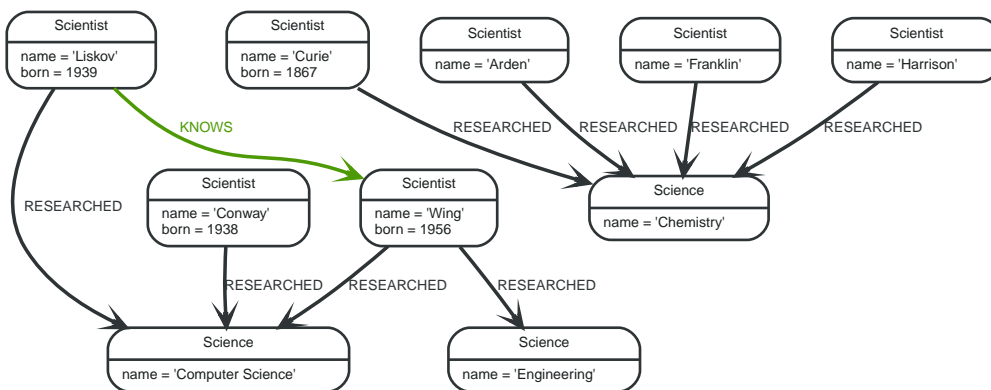 Scientist
name = 'Liskov'
born = 1939
Scientist
name = 'Curie'
born = 1867
Scientist
name = 'Arden'
Scientist
name = 'Franklin'
Scientist
name = 'Harrison'
KNOWS
RESEARCHED
RESEARCHED
RESEARCHED
RESEARCHED
RESEARCHED
Scientist
name = 'Conway'
born = 1938
Scientist
name = 'Wing'
born = 1956
Science
name = 'Chemistry'
RESEARCHED
RESEARCHED
RESEARCHED
Science
name = 'Computer Science'
Science
name = 'Engineering'